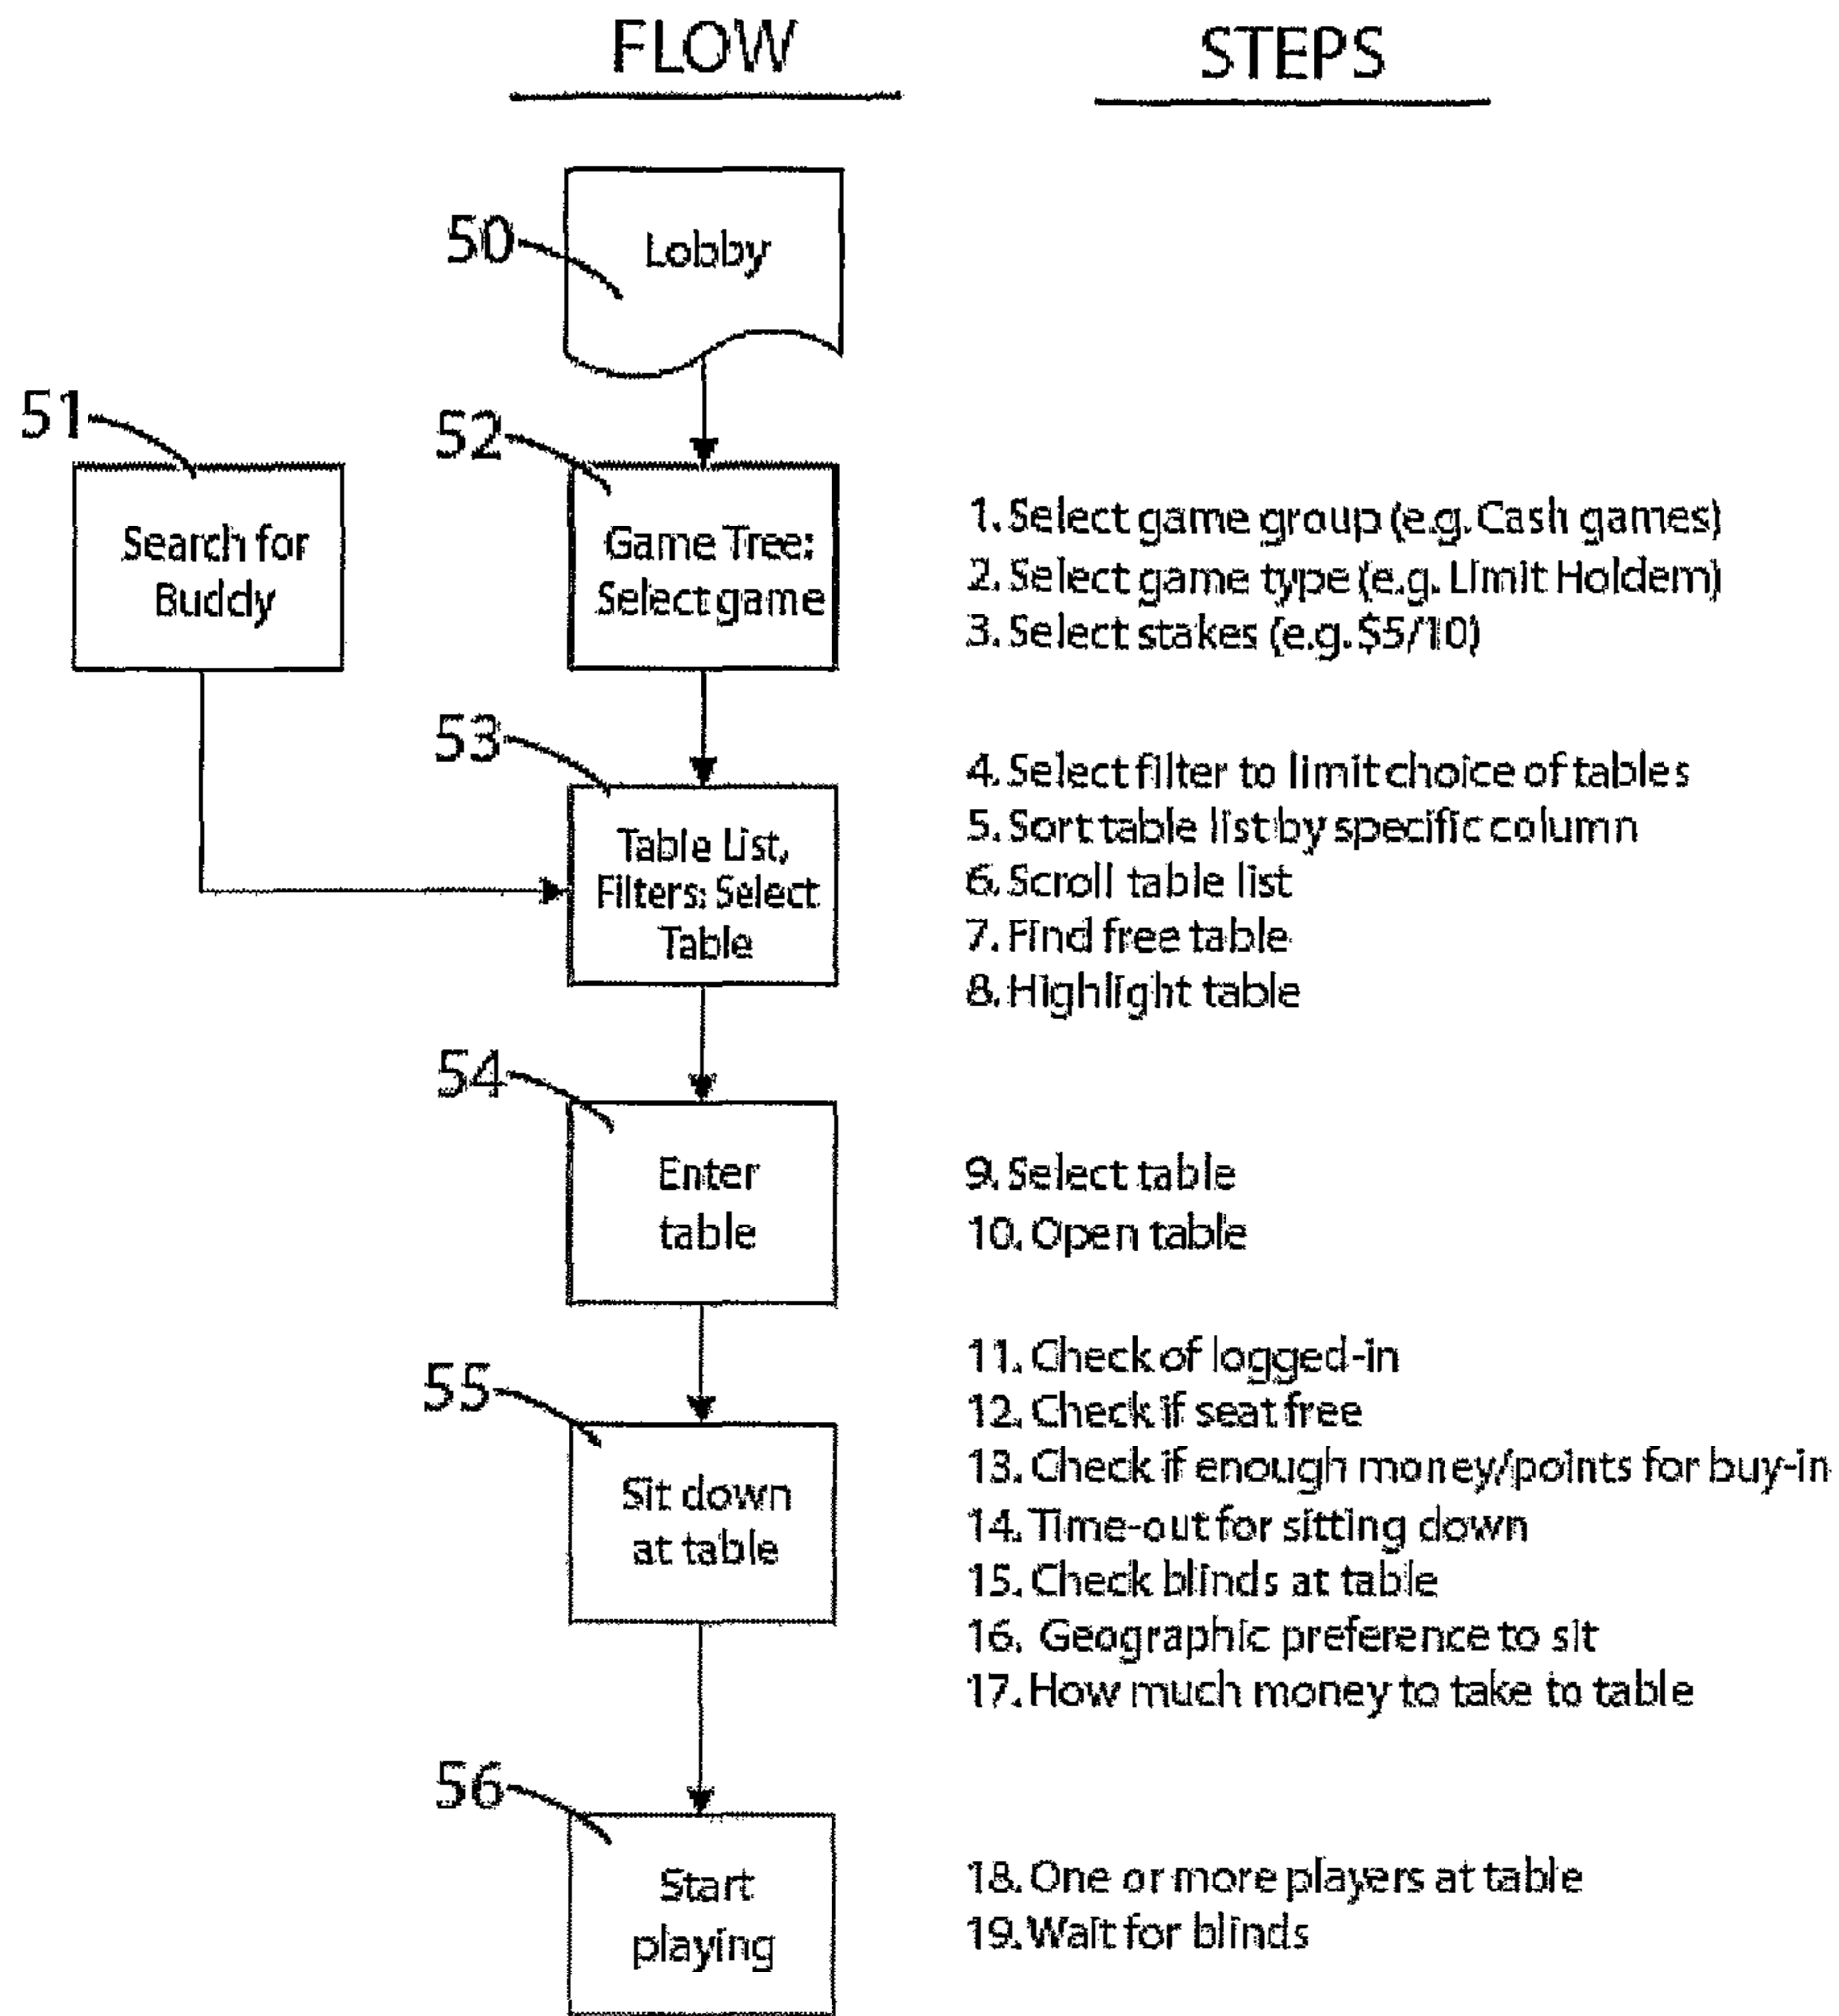 FLOW
STEPS
50
Lobby
51
52
Search for
Buddy
Game Tree:
Select game
1. Select game group (e.g. Cash games)
2. Select game type (e.g. Limit Holdem)
3. Select stakes (e.g. $5/10)
53
Table List,
Filters: Select
Table
4. Select filter to limit choice of tables
5. Sort table list by specific column
6. Scroll table list
7. Find free table
8. Highlight table
54
Enter
table
9. Select table
10. Open table
55
Sit down
at table
11. Check of logged-in
12. Check if seat free
13. Check if enough money/points for buy-in
14. Time-out for sitting down
15. Check blinds at table
16. Geographic preference to sit
17. How much money to take to table
56
Start
playing
18. One or more players at table
19. Wait for blinds